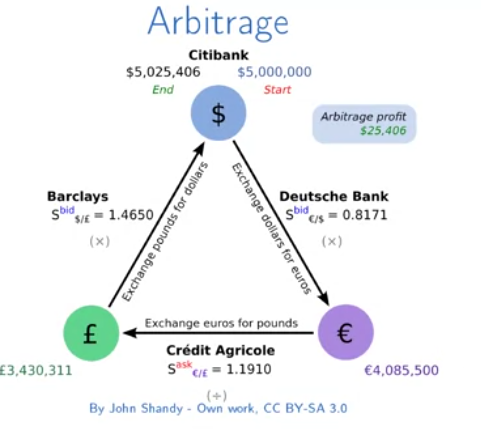 Arbitrage
Citibank
$5,025,406 $5,000,000
End Start
$
Arbitrage profit
$25,406
Barclays
S^bid $/£ = 1.4650
(×)
Exchange pounds for dollars
Exchange dollars for euros
Deutsche Bank
S^bid €/$ = 0.8171
(×)
£
Exchange euros for pounds
€
£3,430,311
Crédit Agricole
S^ask €/£ = 1.1910
(÷)
€4,085,500
By John Shandy - Own work, CC BY-SA 3.0